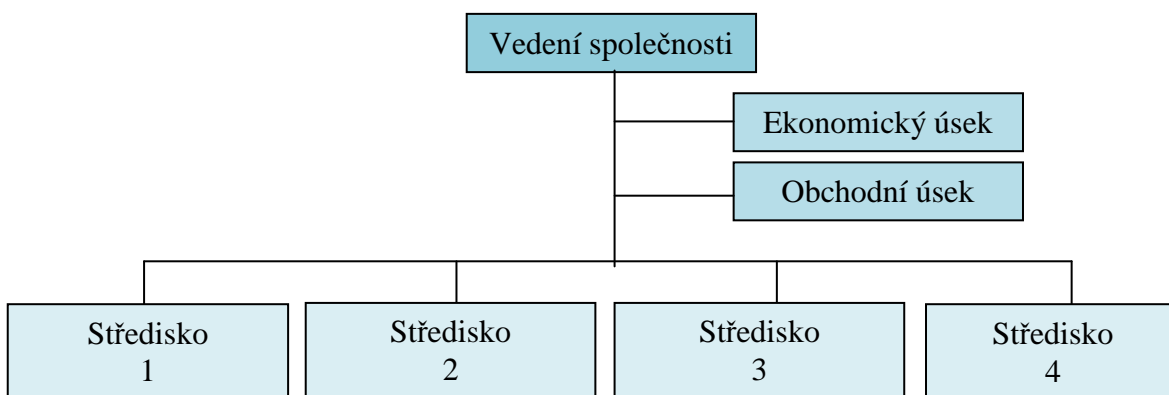 Vedení společnosti
Ekonomický úsek
Obchodní úsek
Středisko
1
Středisko
2
Středisko
3
Středisko
4